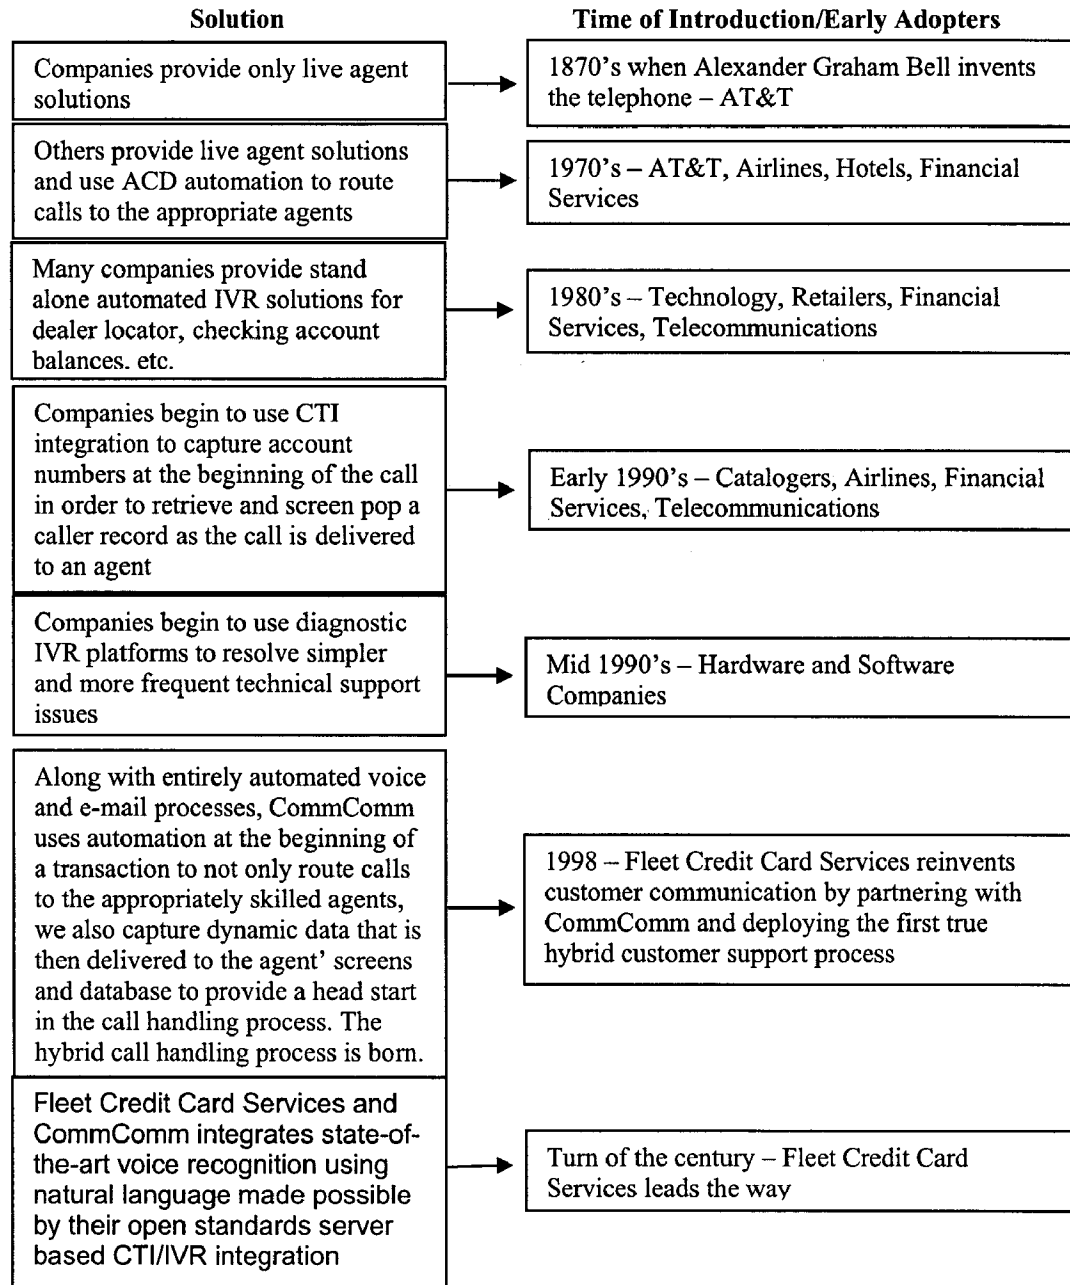 Solution
Time of Introduction/Early Adopters
Companies provide only live agent
solutions
1870's when Alexander Graham Bell invents
the telephone – AT&T
Others provide live agent solutions
and use ACD automation to route
calls to the appropriate agents
1970's – AT&T, Airlines, Hotels, Financial
Services
Many companies provide stand
alone automated IVR solutions for
dealer locator, checking account
balances. etc.
1980's – Technology, Retailers, Financial
Services, Telecommunications
Companies begin to use CTI
integration to capture account
numbers at the beginning of the call
in order to retrieve and screen pop a
caller record as the call is delivered
to an agent
Early 1990's – Catalogers, Airlines, Financial
Services, Telecommunications
Companies begin to use diagnostic
IVR platforms to resolve simpler
and more frequent technical support
issues
Mid 1990's – Hardware and Software
Companies
Along with entirely automated voice
and e-mail processes, CommComm
uses automation at the beginning of
a transaction to not only route calls
to the appropriately skilled agents,
we also capture dynamic data that is
then delivered to the agent' screens
and database to provide a head start
in the call handling process. The
hybrid call handling process is born.
1998 – Fleet Credit Card Services reinvents
customer communication by partnering with
CommComm and deploying the first true
hybrid customer support process
Fleet Credit Card Services and
CommComm integrates state-of-
the-art voice recognition using
natural language made possible
by their open standards server
based CTI/IVR integration
Turn of the century – Fleet Credit Card
Services leads the way